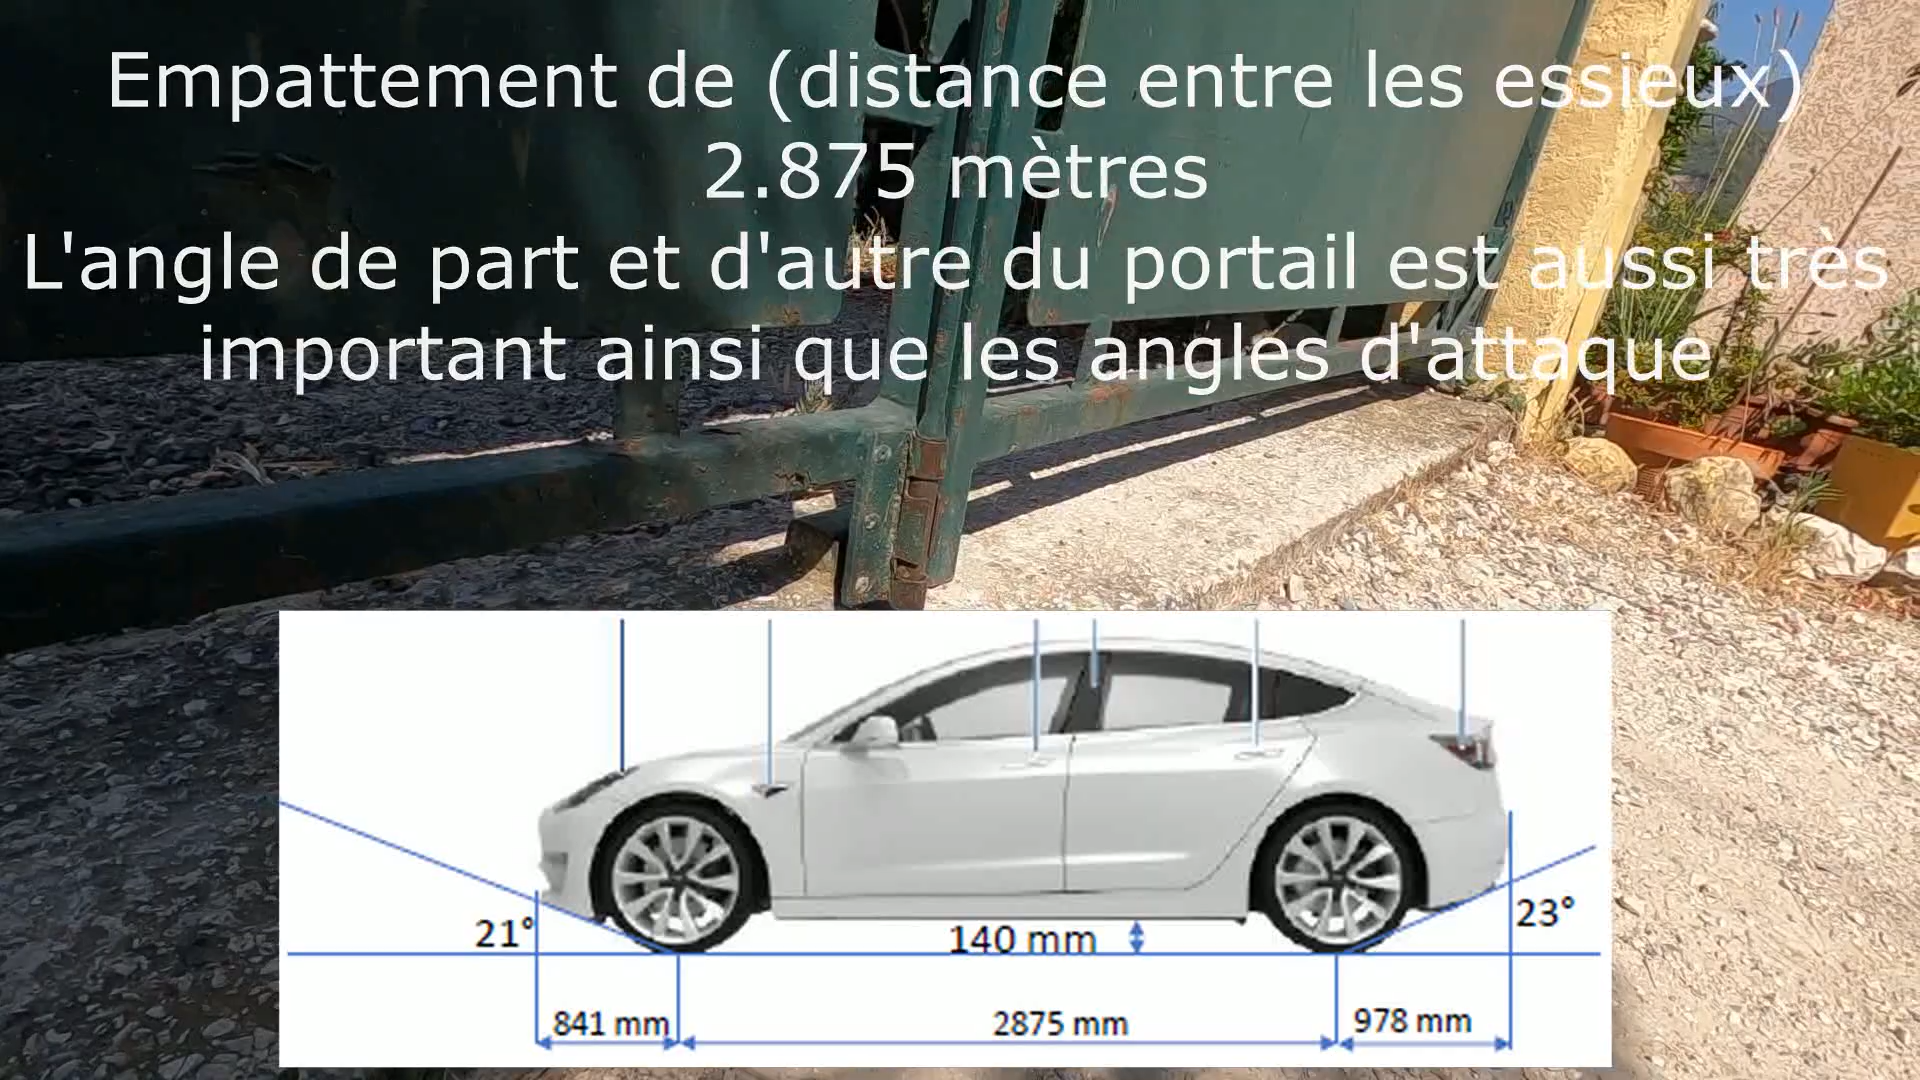 Empattement de (distance entre les essieux)
2.875 mètres
L'angle de part et d'autre du portail est aussi très
important ainsi que les angles d'attaque
21°
140 mm
23°
841 mm
2875 mm
978 mm